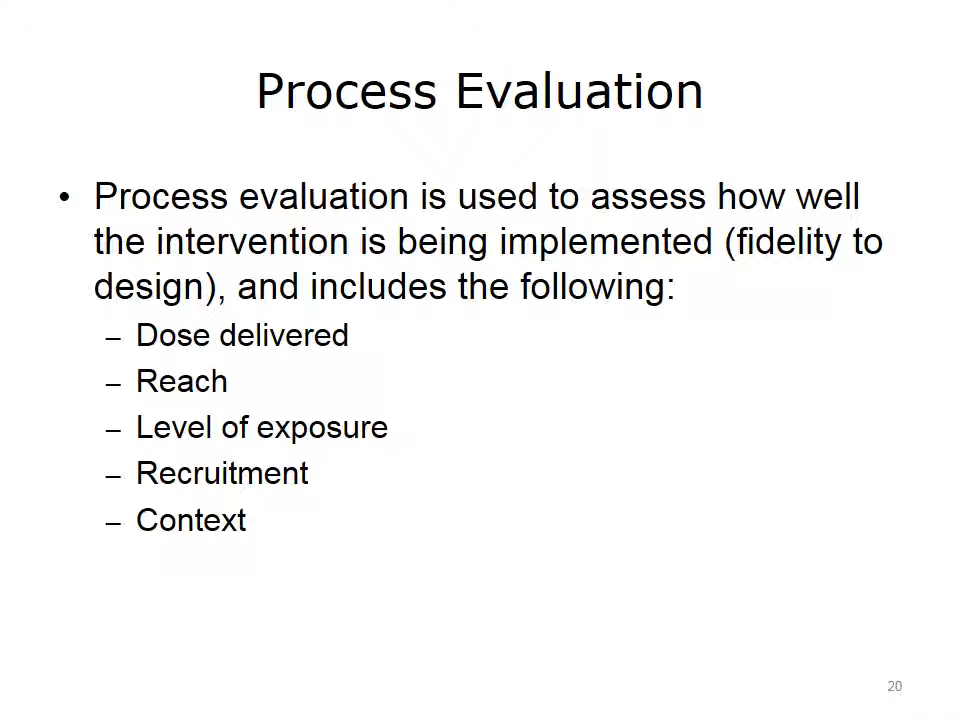 Process Evaluation
• Process evaluation is used to assess how well
the intervention is being implemented (fidelity to
design), and includes the following:
– Dose delivered
– Reach
– Level of exposure
– Recruitment
– Context
20